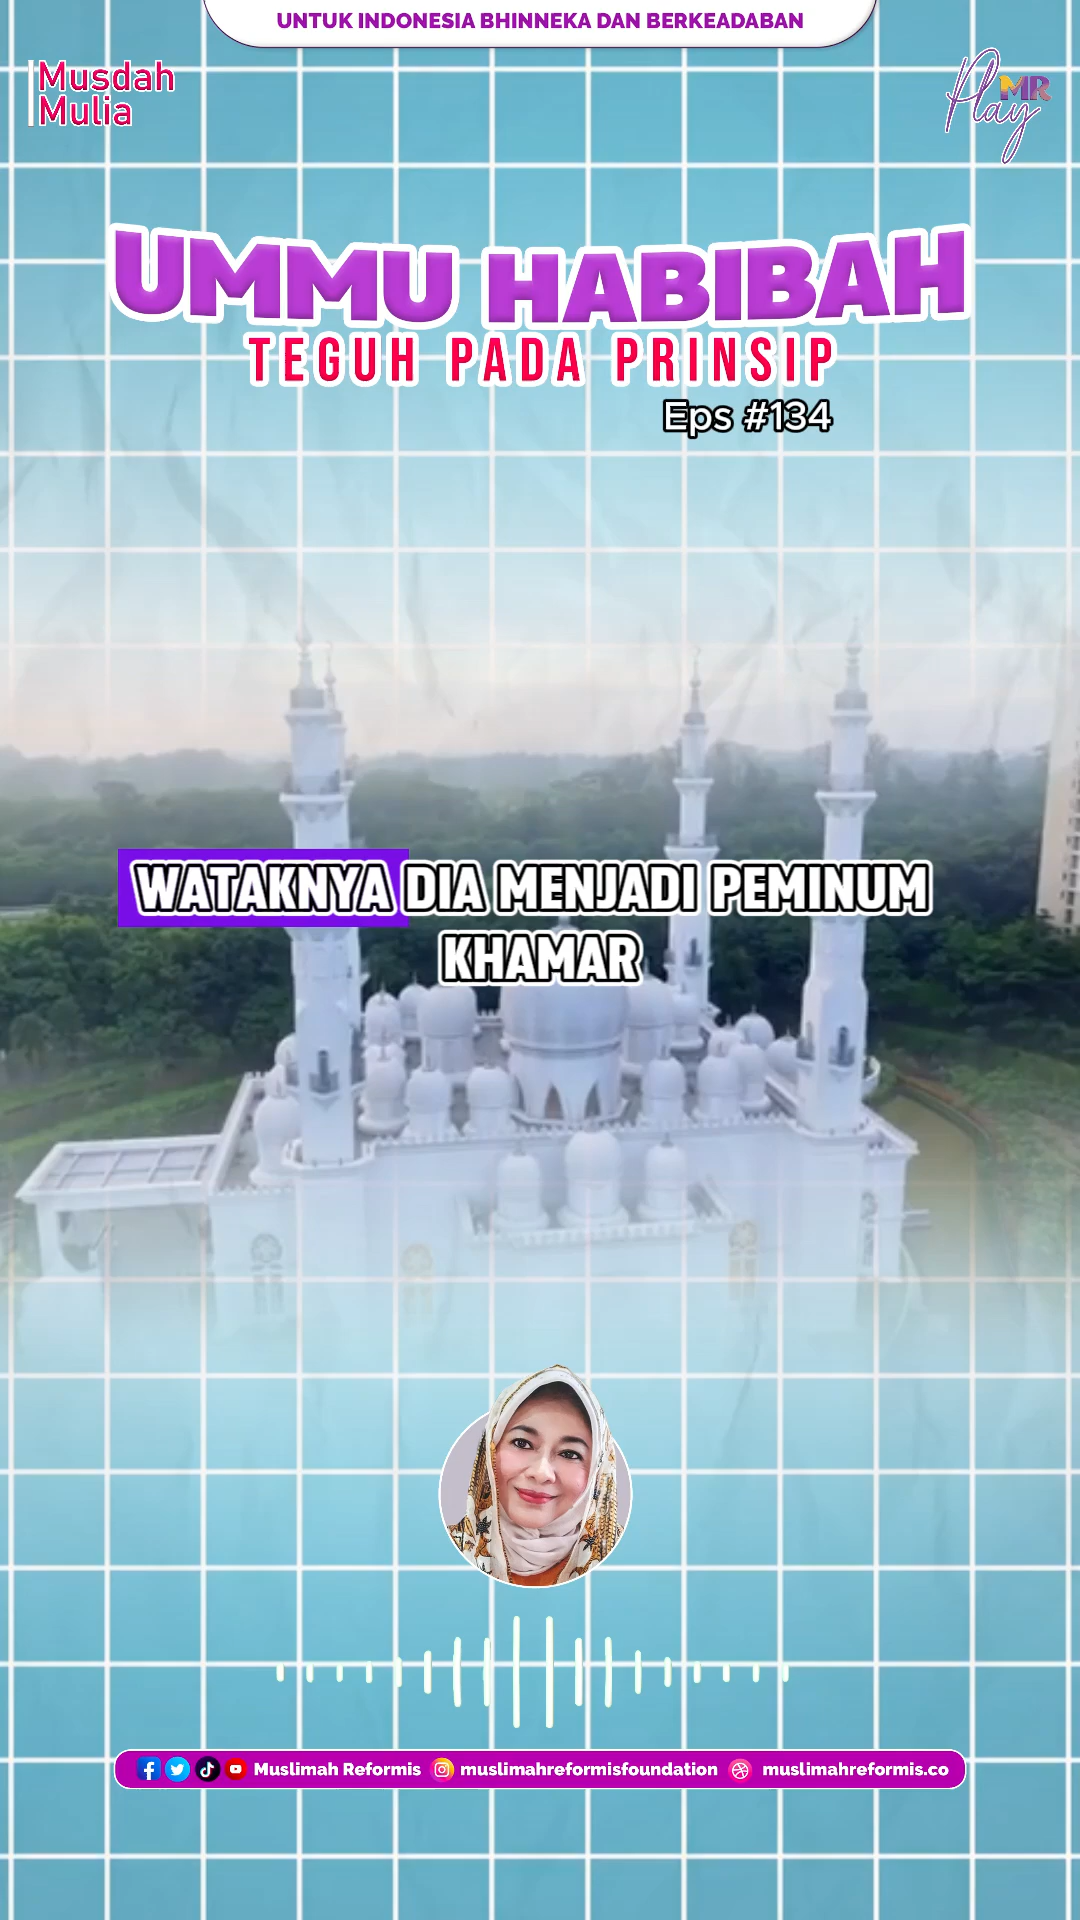 UNTUK INDONESIA BHINNEKA DAN BERKEADABAN
Musdah
Mulia
MR
Play
UMMU HABIBAH
TEGUH PADA PRINSIP
Eps #134
WATAKNYA DIA MENJADI PEMINUM
KHAMAR
Muslimah Reformis muslimahreformisfoundation muslimahreformis.co